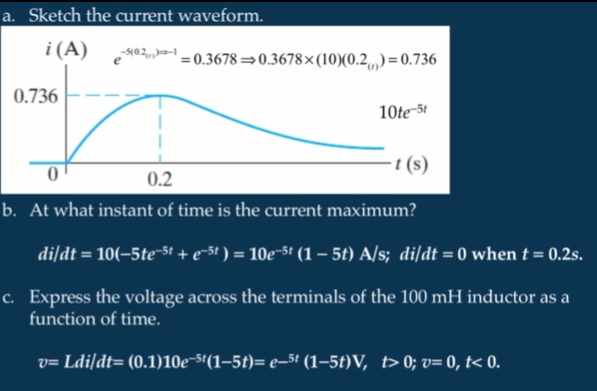 a. Sketch the current waveform.
i (A)
e^-5(0.2_(t))=>-1 = 0.3678 ⇒ 0.3678×(10)(0.2_(t)) = 0.736
0.736
10te^-5t
0
0.2
t (s)
b. At what instant of time is the current maximum?
di/dt = 10(−5te^−5t + e^−5t ) = 10e^−5t (1 − 5t) A/s; di/dt = 0 when t = 0.2s.
c. Express the voltage across the terminals of the 100 mH inductor as a
function of time.
v= Ldi/dt= (0.1)10e^−5t(1−5t)= e−^5t (1−5t)V, t> 0; v= 0, t< 0.